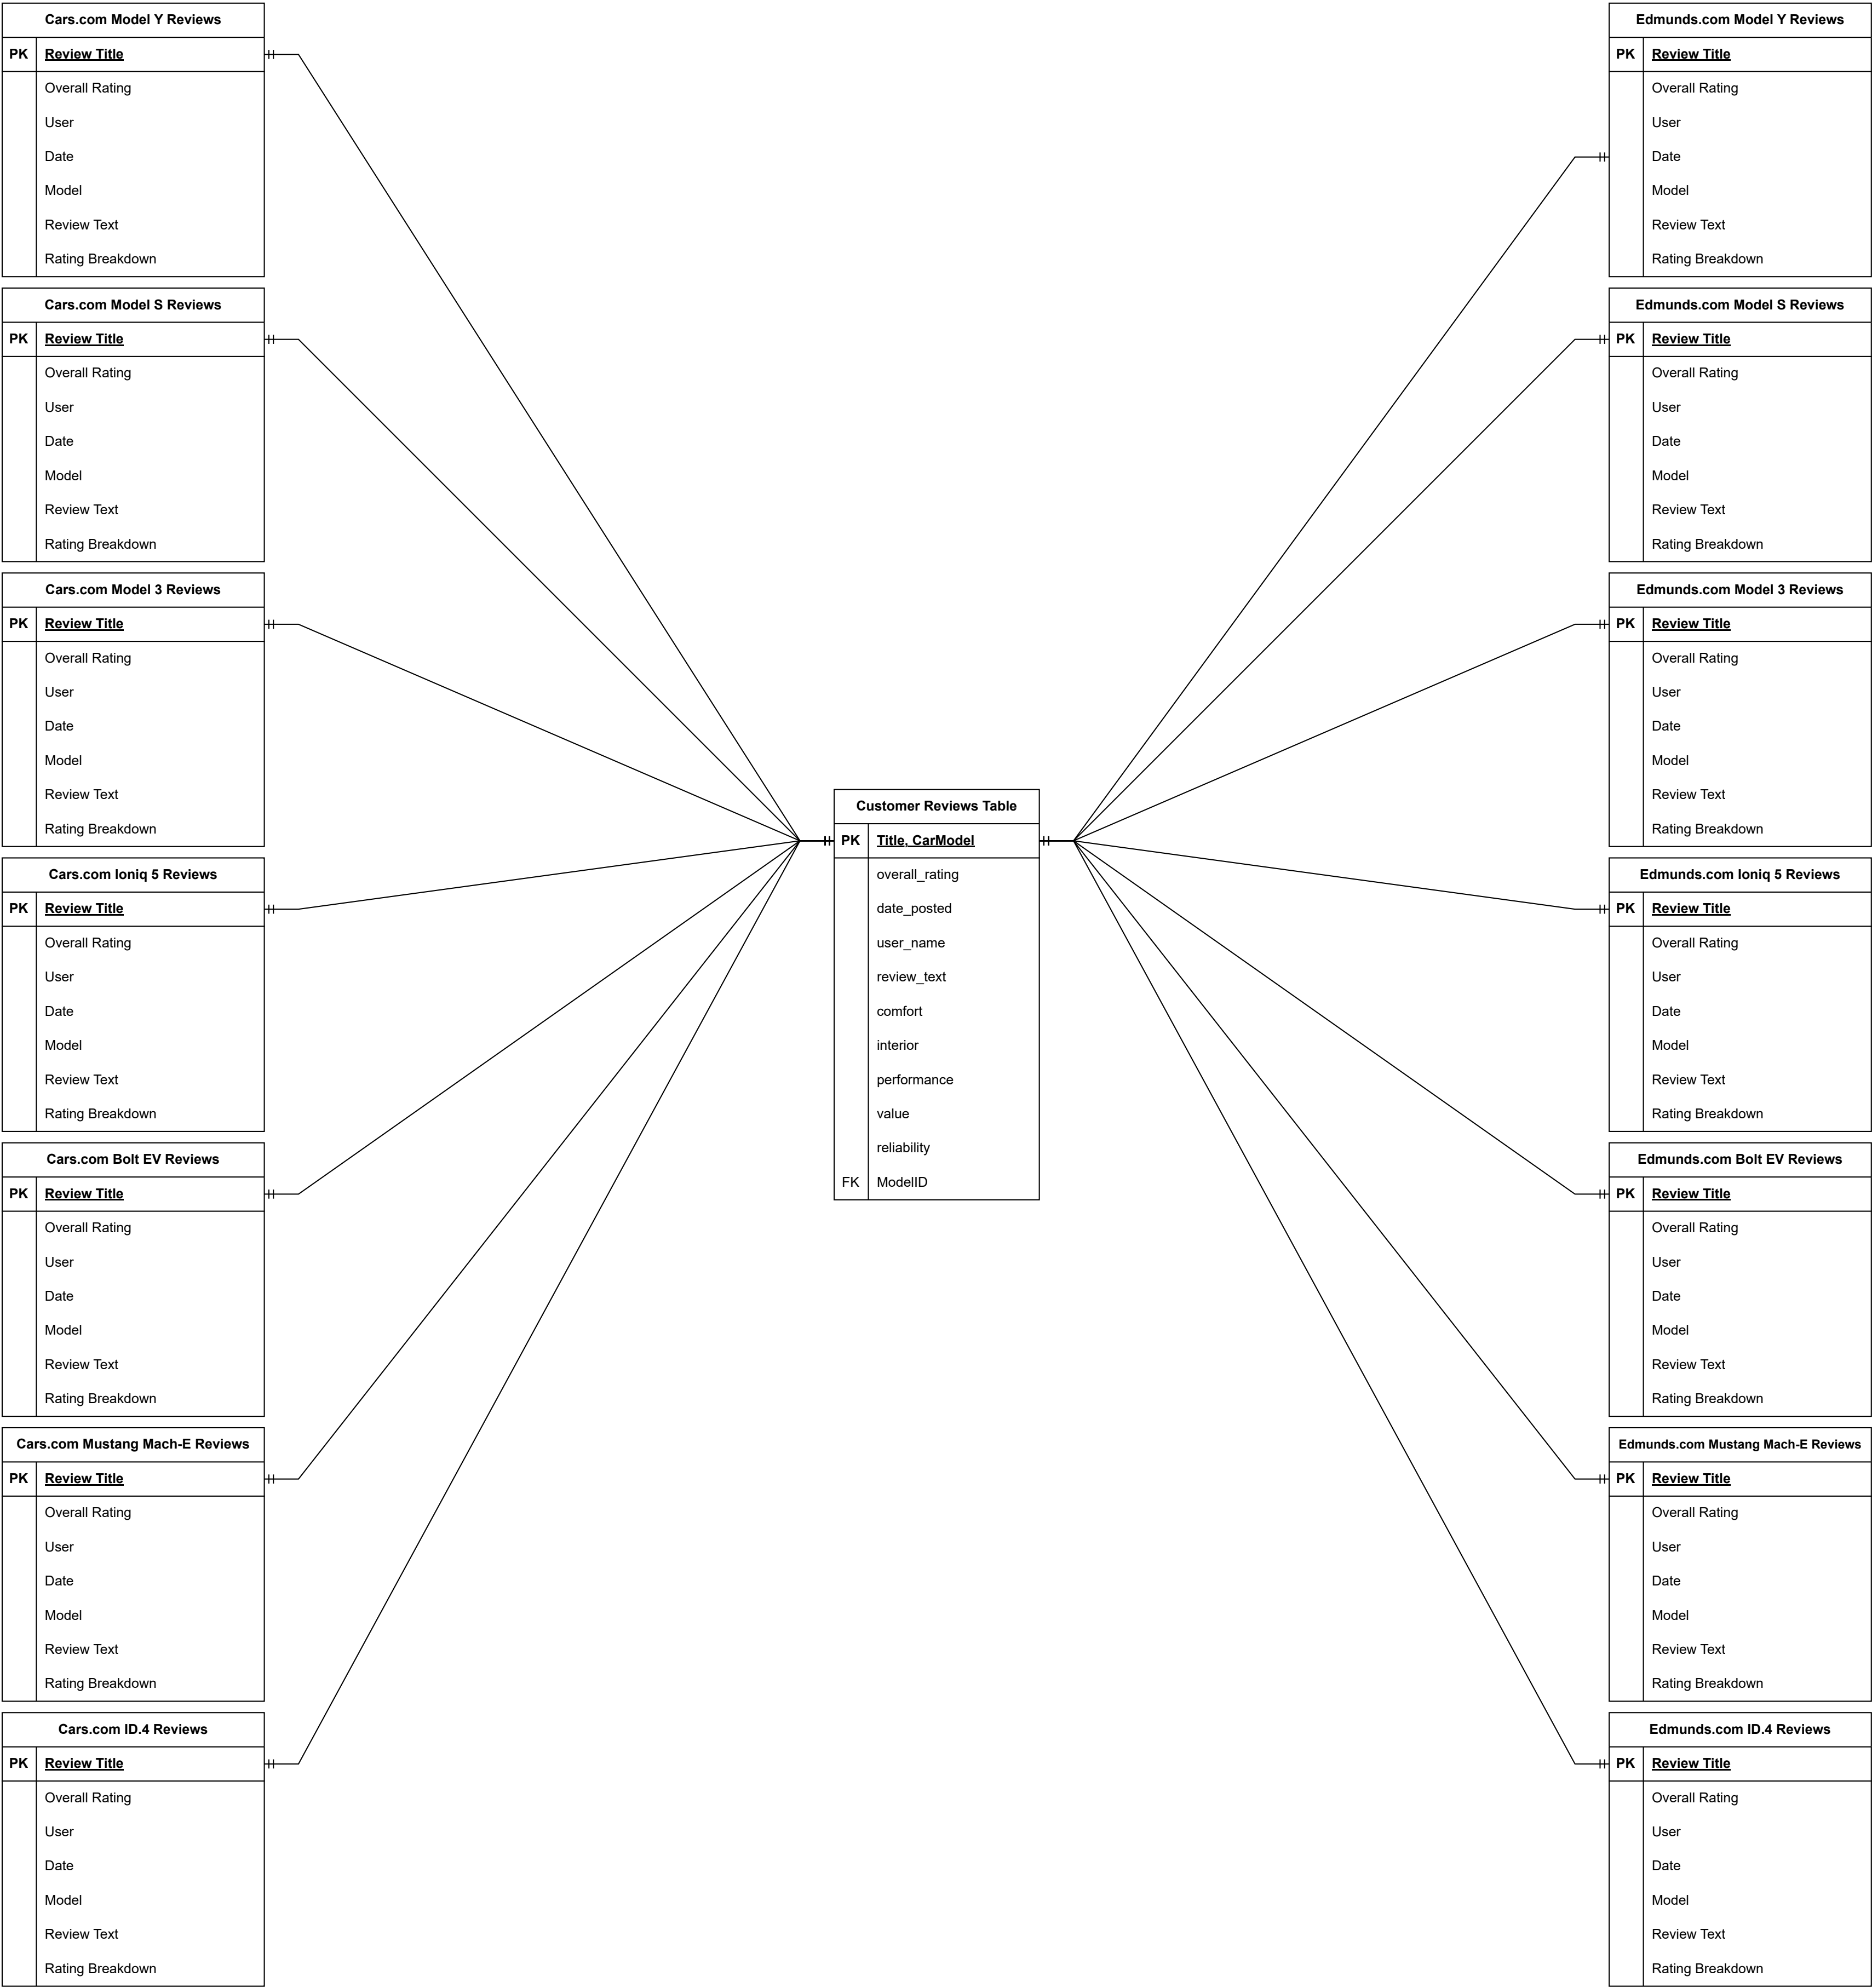 Cars.com Model Y Reviews
PK Review Title
Overall Rating
User
Date
Model
Review Text
Rating Breakdown
Cars.com Model S Reviews
PK Review Title
Overall Rating
User
Date
Model
Review Text
Rating Breakdown
Cars.com Model 3 Reviews
PK Review Title
Overall Rating
User
Date
Model
Review Text
Rating Breakdown
Cars.com Ioniq 5 Reviews
PK Review Title
Overall Rating
User
Date
Model
Review Text
Rating Breakdown
Cars.com Bolt EV Reviews
PK Review Title
Overall Rating
User
Date
Model
Review Text
Rating Breakdown
Cars.com Mustang Mach-E Reviews
PK Review Title
Overall Rating
User
Date
Model
Review Text
Rating Breakdown
Cars.com ID.4 Reviews
PK Review Title
Overall Rating
User
Date
Model
Review Text
Rating Breakdown
Customer Reviews Table
PK Title, CarModel
overall_rating
date_posted
user_name
review_text
comfort
interior
performance
value
reliability
FK ModelID
Edmunds.com Model Y Reviews
PK Review Title
Overall Rating
User
Date
Model
Review Text
Rating Breakdown
Edmunds.com Model S Reviews
PK Review Title
Overall Rating
User
Date
Model
Review Text
Rating Breakdown
Edmunds.com Model 3 Reviews
PK Review Title
Overall Rating
User
Date
Model
Review Text
Rating Breakdown
Edmunds.com Ioniq 5 Reviews
PK Review Title
Overall Rating
User
Date
Model
Review Text
Rating Breakdown
Edmunds.com Bolt EV Reviews
PK Review Title
Overall Rating
User
Date
Model
Review Text
Rating Breakdown
Edmunds.com Mustang Mach-E Reviews
PK Review Title
Overall Rating
User
Date
Model
Review Text
Rating Breakdown
Edmunds.com ID.4 Reviews
PK Review Title
Overall Rating
User
Date
Model
Review Text
Rating Breakdown